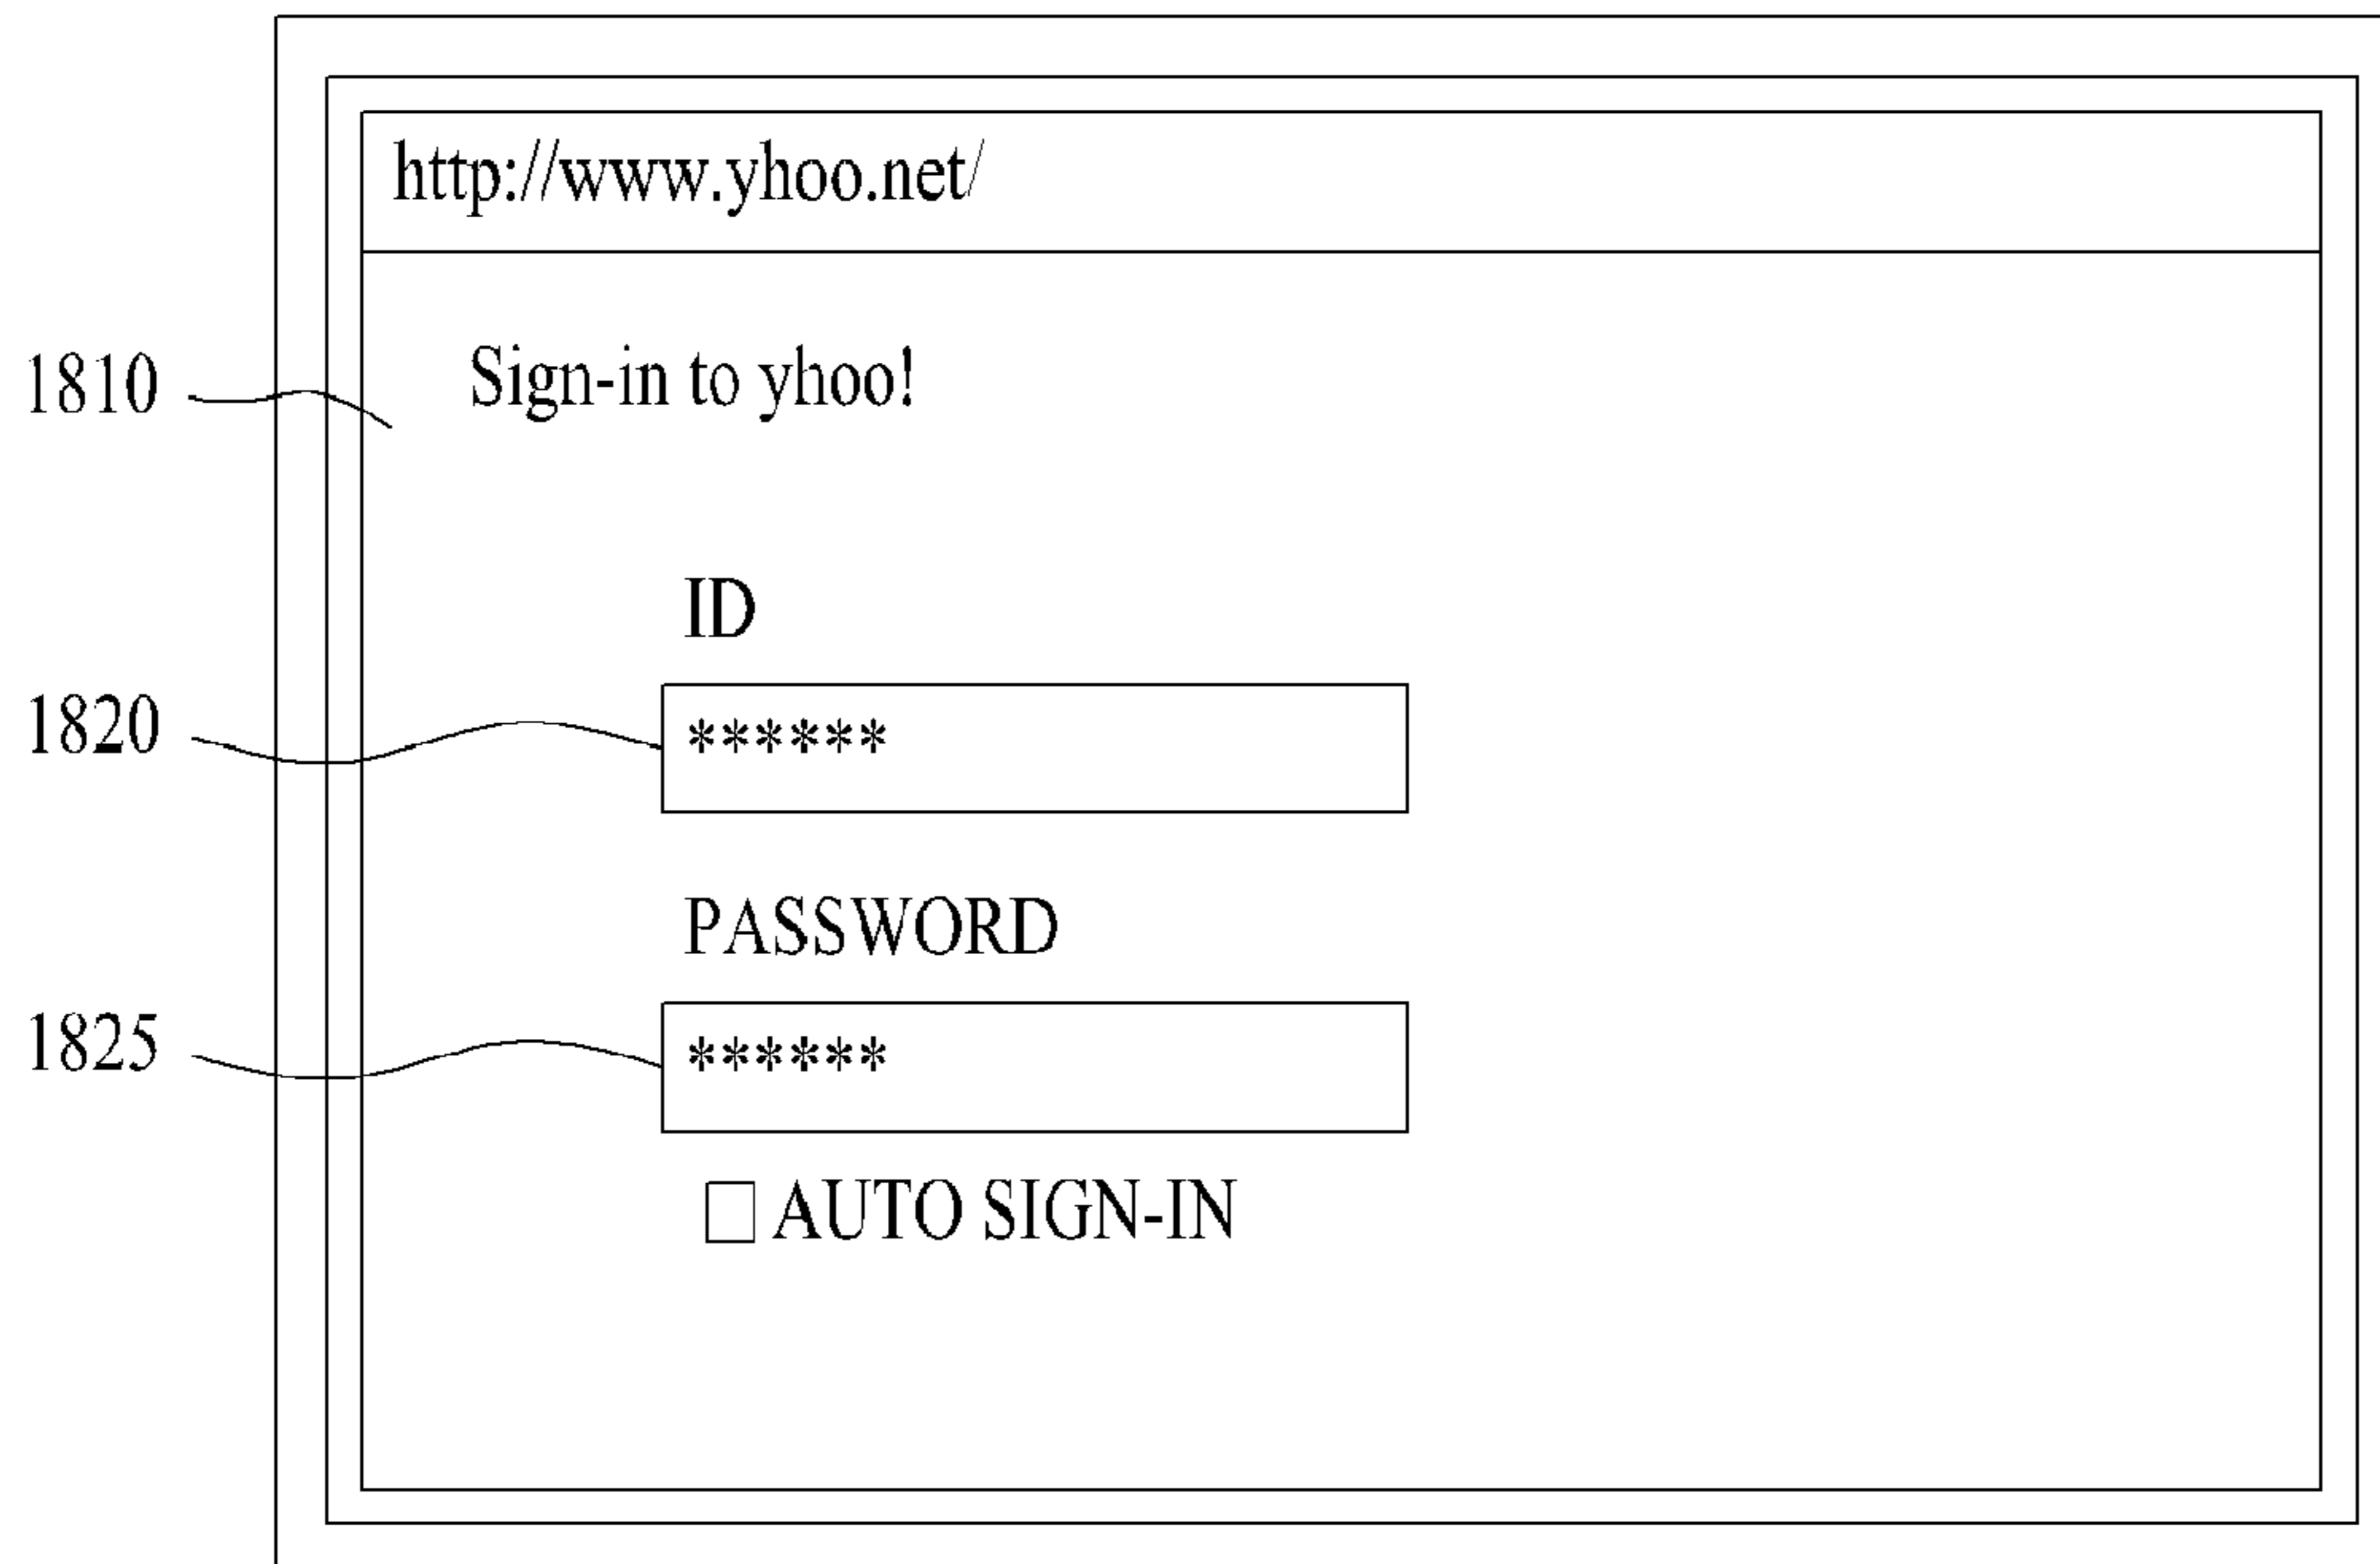 http://www.yhoo.net/
1810
Sign-in to yhoo!
ID
1820
******
PASSWORD
1825
******
AUTO SIGN-IN